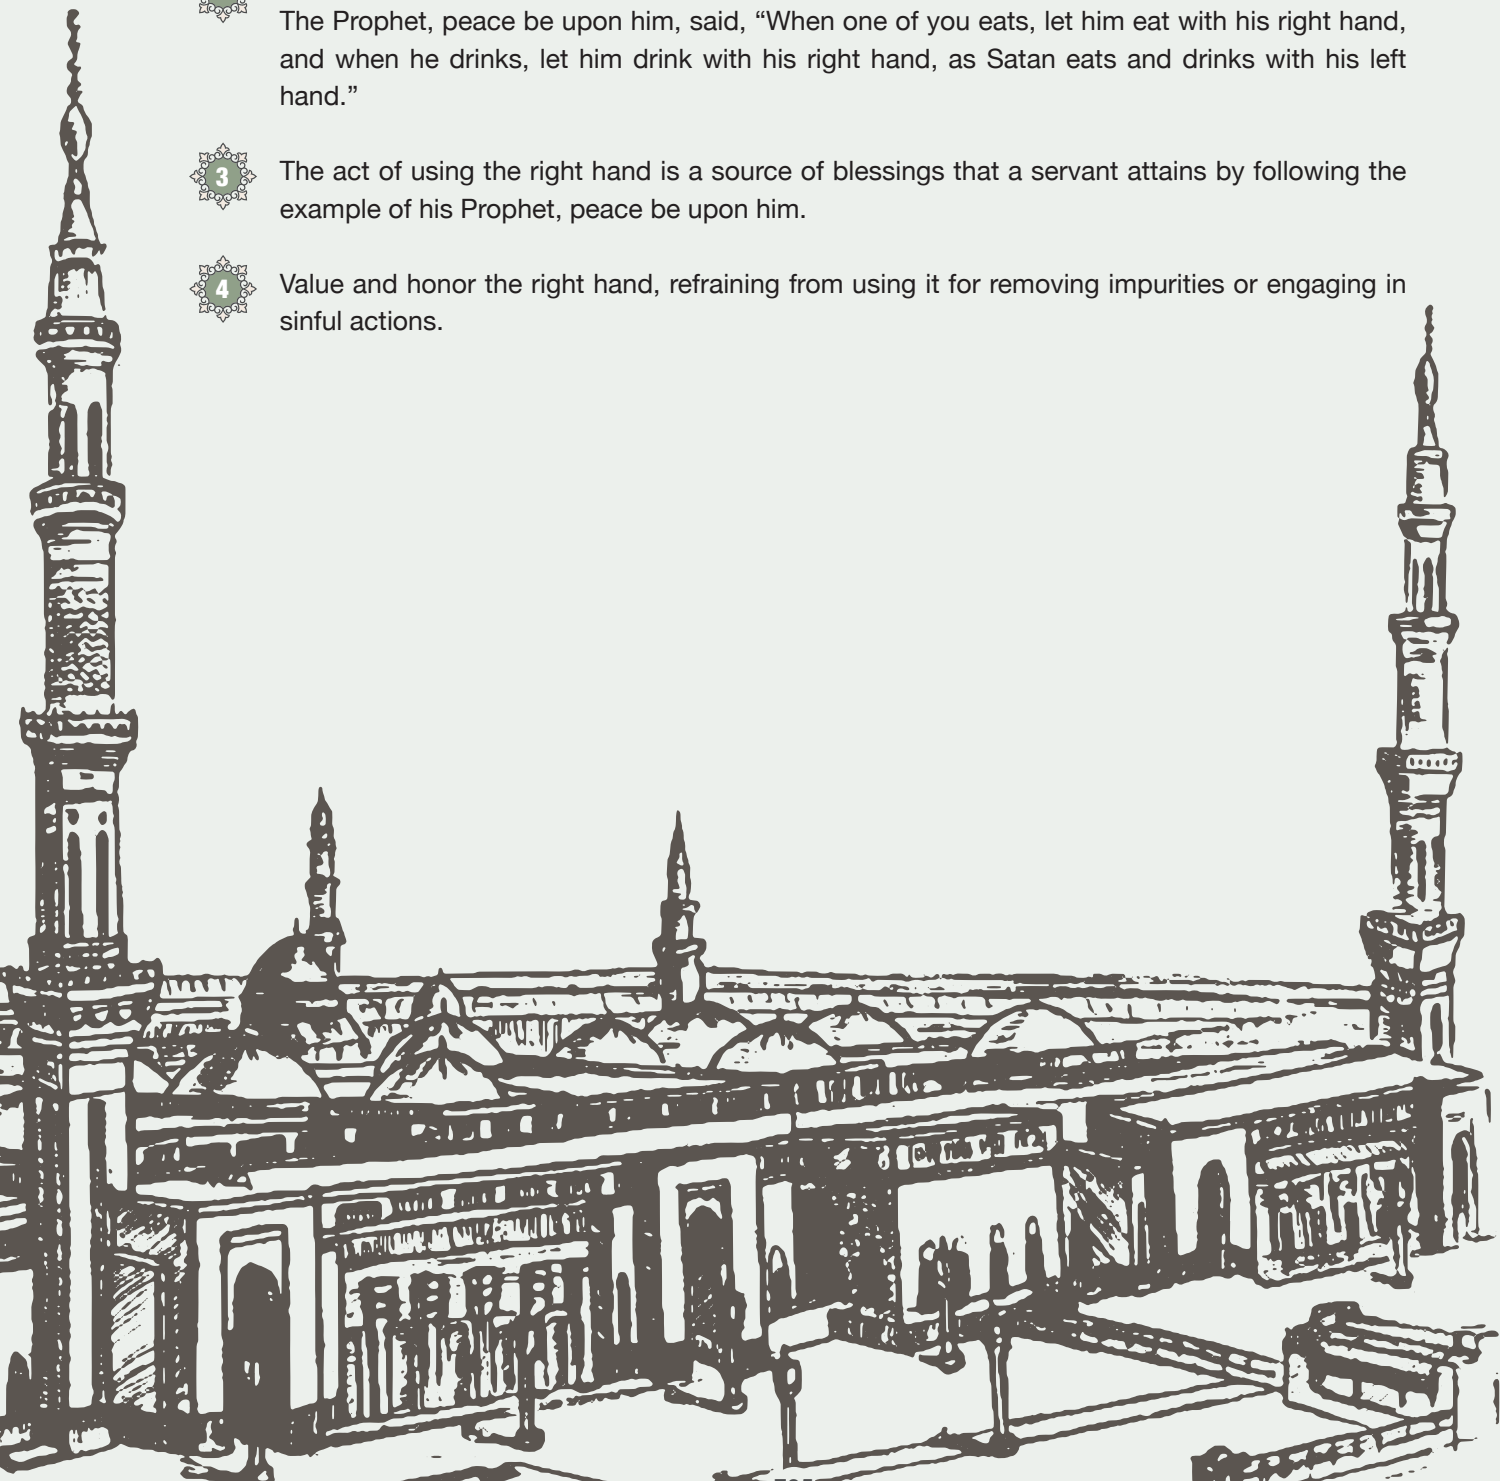 The Prophet, peace be upon him, said, “When one of you eats, let him eat with his right hand,
and when he drinks, let him drink with his right hand, as Satan eats and drinks with his left
hand.”
3 The act of using the right hand is a source of blessings that a servant attains by following the
example of his Prophet, peace be upon him.
4 Value and honor the right hand, refraining from using it for removing impurities or engaging in
sinful actions.